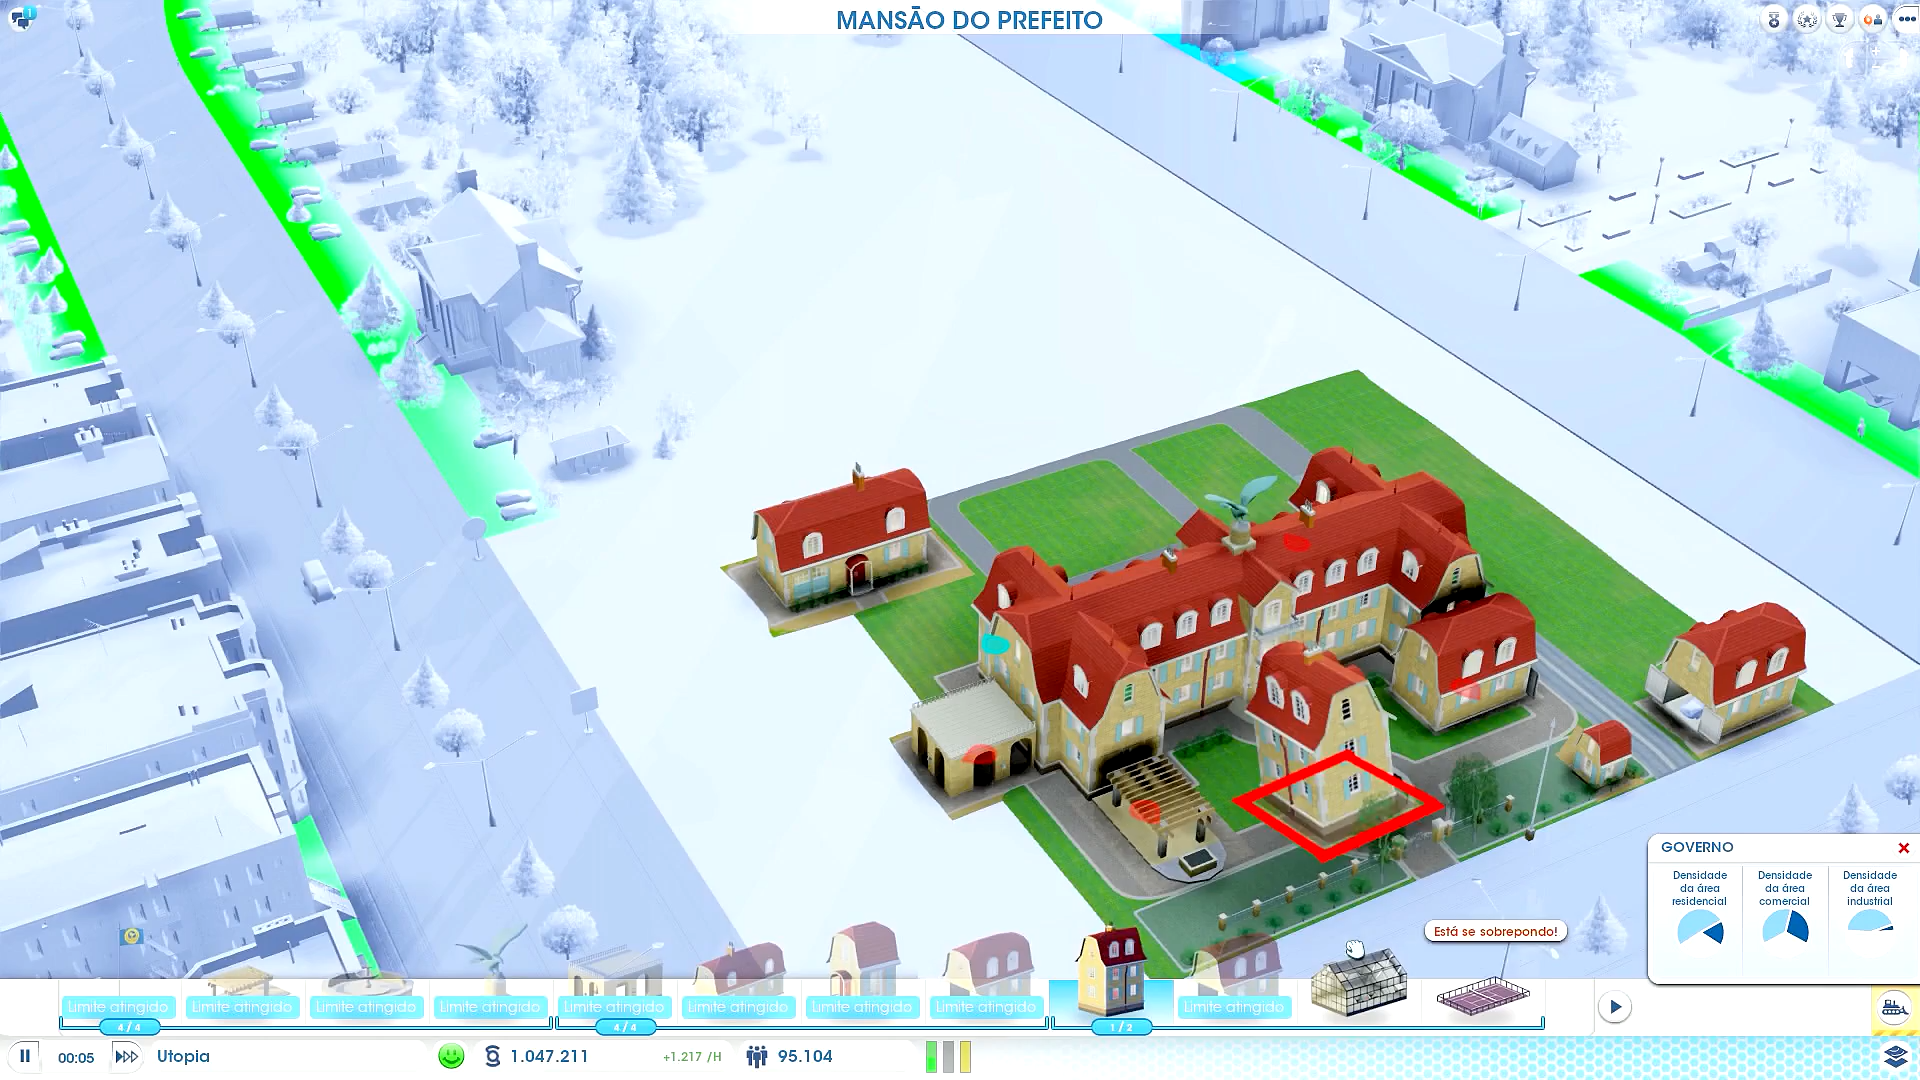 1
MANSÃO DO PREFEITO
GOVERNO
Densidade
da área
residencial
Densidade
da área
comercial
Densidade
da área
industrial
Está se sobrepondo!
Limite atingido
Limite atingido
Limite atingido
Limite atingido
Limite atingido
Limite atingido
Limite atingido
Limite atingido
Limite atingido
4/4
4/4
1/2
00:05
Utopia
1.047.211
+1.217 /H
95.104